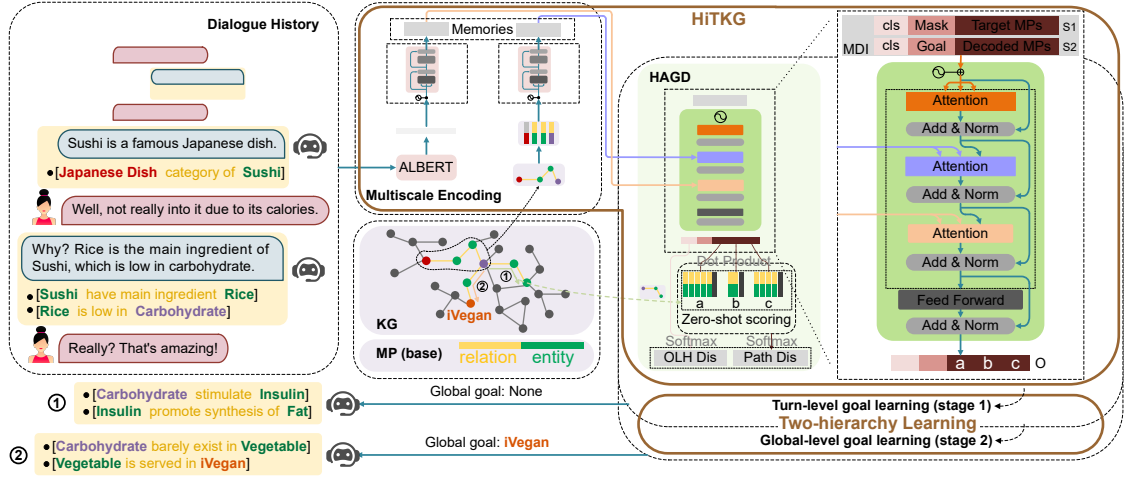 Dialogue History
Sushi is a famous Japanese dish.
•[Japanese Dish category of Sushi]
Well, not really into it due to its calories.
Why? Rice is the main ingredient of
Sushi, which is low in carbohydrate.
•[Sushi have main ingredient Rice]
•[Rice is low in Carbohydrate]
Really? That's amazing!
① •[Carbohydrate stimulate Insulin]
•[Insulin promote synthesis of Fat]
② •[Carbohydrate barely exist in Vegetable]
•[Vegetable is served in iVegan]
Global goal: None
Global goal: iVegan
HiTKG
Memories
ALBERT
Multiscale Encoding
①
②
iVegan
KG
MP (base) relation entity
HAGD
Dot Product
a b c
Zero-shot scoring
Softmax Softmax
OLH Dis Path Dis
MDI
cls Mask Target MPs S1
cls Goal Decoded MPs S2
Attention
Add & Norm
Attention
Add & Norm
Attention
Add & Norm
Feed Forward
Add & Norm
a b c O
Turn-level goal learning (stage 1)
Two-hierarchy Learning
Global-level goal learning (stage 2)